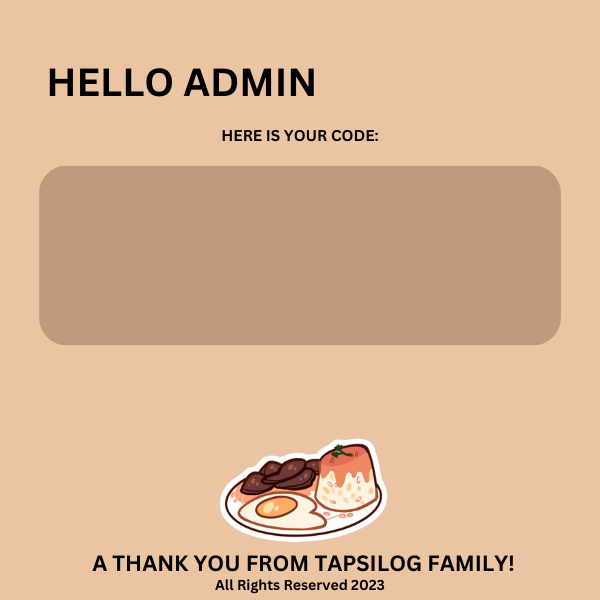 HELLO ADMIN
HERE IS YOUR CODE:
A THANK YOU FROM TAPSILOG FAMILY!
All Rights Reserved 2023